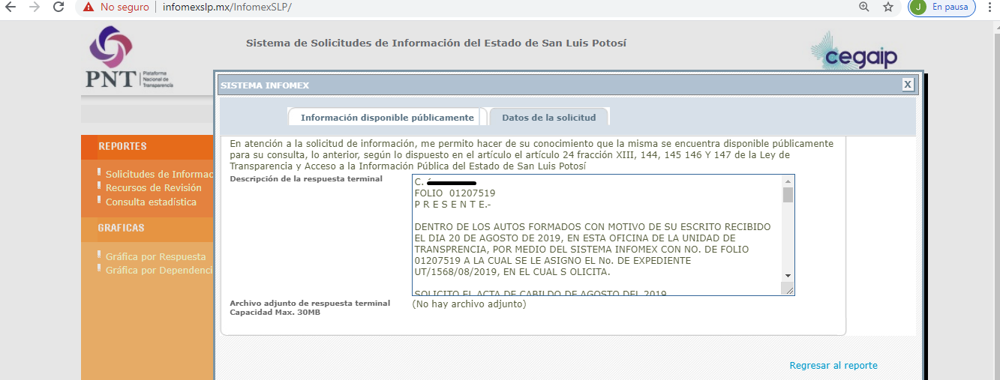 No seguro
infomexslp.mx/InfomexSLP/
J
En pausa
PNT
Plataforma
Nacional de
Transparencia
Sistema de Solicitudes de Información del Estado de San Luis Potosí
cegaip
SISTEMA INFOMEX
X
Información disponible públicamente
Datos de la solicitud
REPORTES
Solicitudes de Informac
Recursos de Revisión
Consulta estadística
GRAFICAS
Gráfica por Respuesta
Gráfica por Dependenci
En atención a la solicitud de información, me permito hacer de su conocimiento que la misma se encuentra disponible públicamente
para su consulta, lo anterior, según lo dispuesto en el artículo el artículo 24 fracción XIII, 144, 145 146 Y 147 de la Ley de
Transparencia y Acceso a la Información Pública del Estado de San Luis Potosí
Descripción de la respuesta terminal
C.
FOLIO 01207519
P R E S E N T E.-
DENTRO DE LOS AUTOS FORMADOS CON MOTIVO DE SU ESCRITO RECIBIDO
EL DIA 20 DE AGOSTO DE 2019, EN ESTA OFICINA DE LA UNIDAD DE
TRANSPRENCIA, POR MEDIO DEL SISTEMA INFOMEX CON NO. DE FOLIO
01207519 A LA CUAL SE LE ASIGNO EL No. DE EXPEDIENTE
UT/1568/08/2019, EN EL CUAL S OLICITA.
SOLICITO EL ACTA DE CABILDO DE AGOSTO DEL 2019
Archivo adjunto de respuesta terminal
Capacidad Max. 30MB
(No hay archivo adjunto)
Regresar al reporte